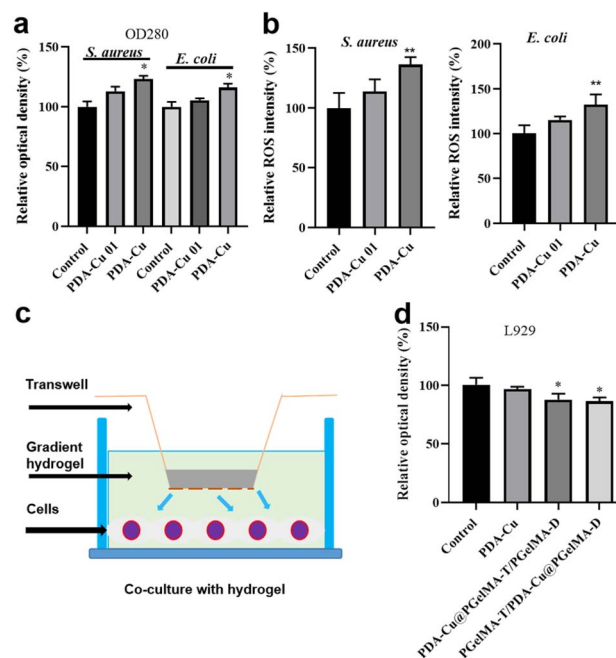 a
OD280
S. aureus
E. coli
*
*
Relative optical density (%)
150
100
50
0
Control
PDA-Cu 01
PDA-Cu
Control
PDA-Cu 01
PDA-Cu
b
S. aureus
**
Relative ROS intensity (%)
150
100
50
0
Control
PDA-Cu 01
PDA-Cu
E. coli
**
Relative ROS intensity (%)
200
150
100
50
0
Control
PDA-Cu 01
PDA-Cu
c
Transwell
Gradient
hydrogel
Cells
Co-culture with hydrogel
d
L929
*
*
Relative optical density (%)
150
100
50
0
Control
PDA-Cu
PDA-Cu@PGelMA-T/PGelMA-D
PGelMA-T/PDA-Cu@PGelMA-D